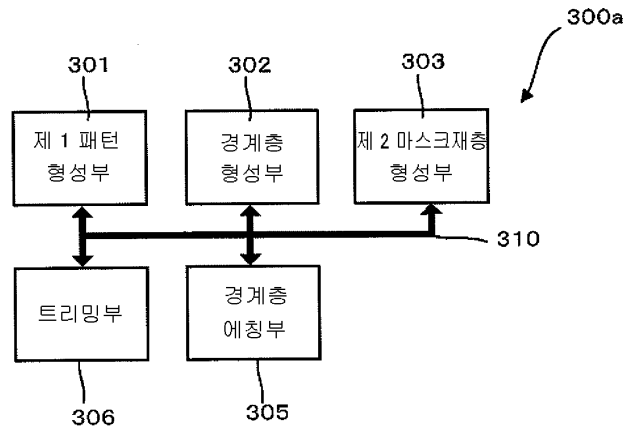 300a
301
302
303
제 1 패턴
형성부
경계층
형성부
제 2 마스크재층
형성부
310
트리밍부
경계층
에칭부
306
305